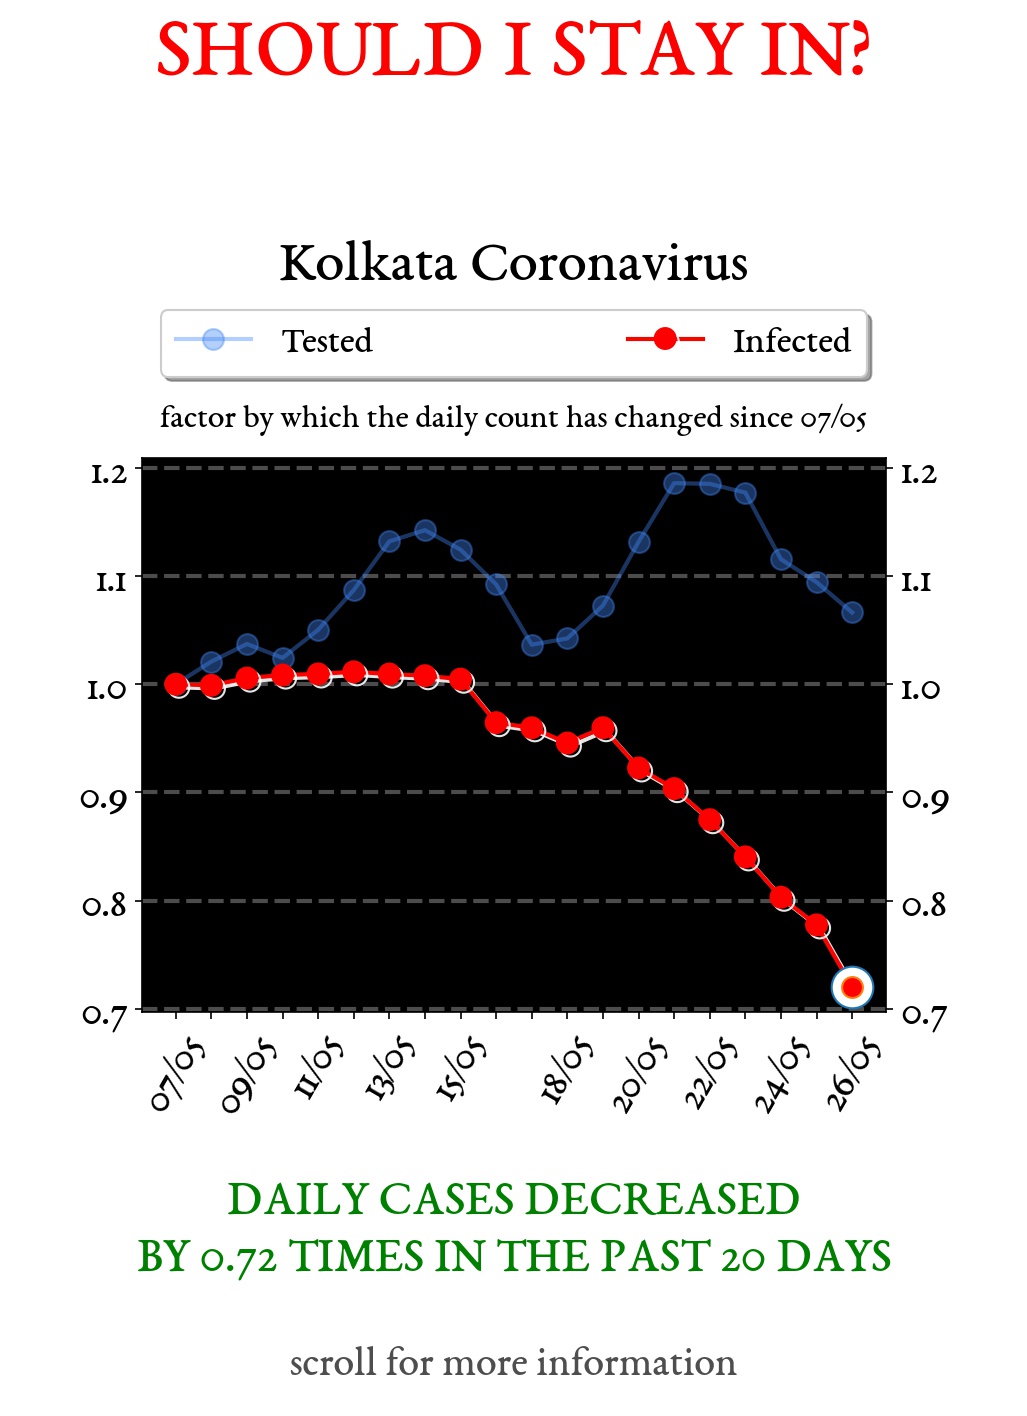 SHOULD I STAY IN?
Kolkata Coronavirus
Tested Infected
factor by which the daily count has changed since 07/05
1.2 1.2
1.1 1.1
1.0 1.0
0.9 0.9
0.8 0.8
0.7 0.7
07/05 09/05 11/05 13/05 15/05 18/05 20/05 22/05 24/05 26/05
DAILY CASES DECREASED
BY 0.72 TIMES IN THE PAST 20 DAYS
scroll for more information